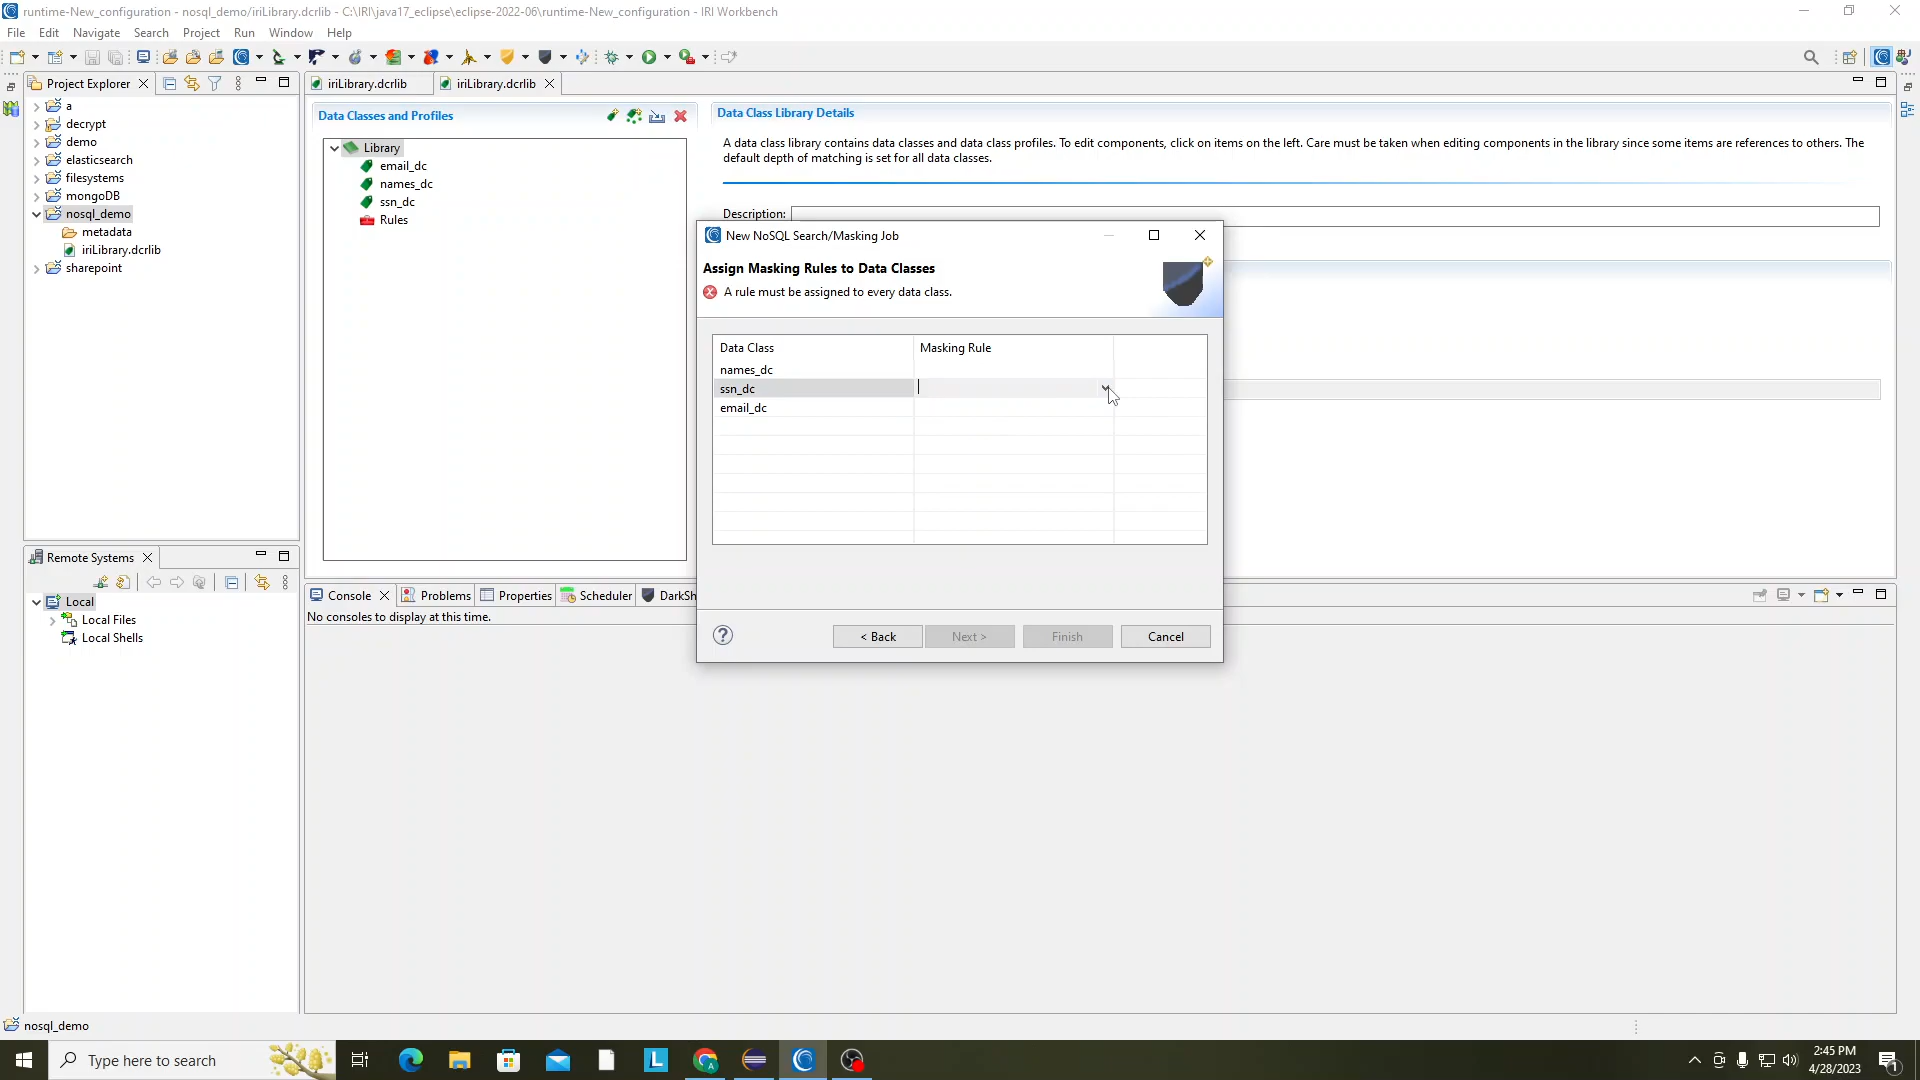 runtime-New_configuration - nosql_demo/iriLibrary.dcrlib - C:\IRI\java17_eclipse\eclipse-2022-06\runtime-New_configuration - IRI Workbench
File Edit Navigate Search Project Run Window Help
Project Explorer
a
decrypt
demo
elasticsearch
filesystems
mongoDB
nosql_demo
metadata
iriLibrary.dcrlib
sharepoint
iriLibrary.dcrlib
iriLibrary.dcrlib
Data Classes and Profiles
Library
email_dc
names_dc
ssn_dc
Rules
Data Class Library Details
A data class library contains data classes and data class profiles. To edit components, click on items on the left. Care must be taken when editing components in the library since some items are references to others. The
default depth of matching is set for all data classes.
Description:
New NoSQL Search/Masking Job
Assign Masking Rules to Data Classes
A rule must be assigned to every data class.
Data Class Masking Rule
names_dc
ssn_dc
email_dc
< Back Next > Finish Cancel
Remote Systems
Local
Local Files
Local Shells
Console Problems Properties Scheduler DarkSh
No consoles to display at this time.
nosql_demo
Type here to search
2:45 PM
4/28/2023